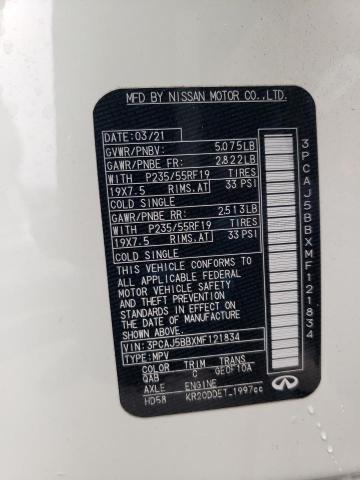 MFD BY NISSAN MOTOR CO.,LTD.
DATE: 03/21
GVWR/PNBV: 5,075LB
GAWR/PNBE FR: 2,822LB
WITH P235/55RF19 TIRES
19X7.5 RIMS.AT 33 PSI
COLD SINGLE
GAWR/PNBE RR: 2,513LB
WITH P235/55RF19 TIRES
19X7.5 RIMS.AT 33 PSI
COLD SINGLE
THIS VEHICLE CONFORMS TO
ALL APPLICABLE FEDERAL
MOTOR VEHICLE SAFETY
STANDARDS IN EFFECT ON
THE DATE OF MANUFACTURE
SHOWN ABOVE.
VIN: 3PCAJ5BBXMF121834
TYPE: MPV
COLOR TRIM TRANS
QAB C GE0F10A
AXLE ENGINE
HD58 KR20DDET 1997cc
3PCAJ5BBXMF121834